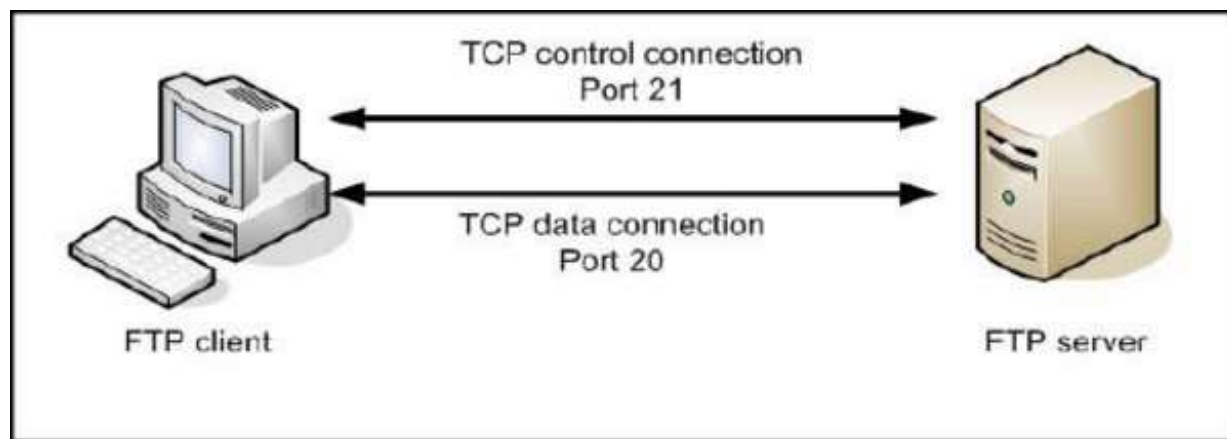 TCP control connection
Port 21
TCP data connection
Port 20
FTP client
FTP server